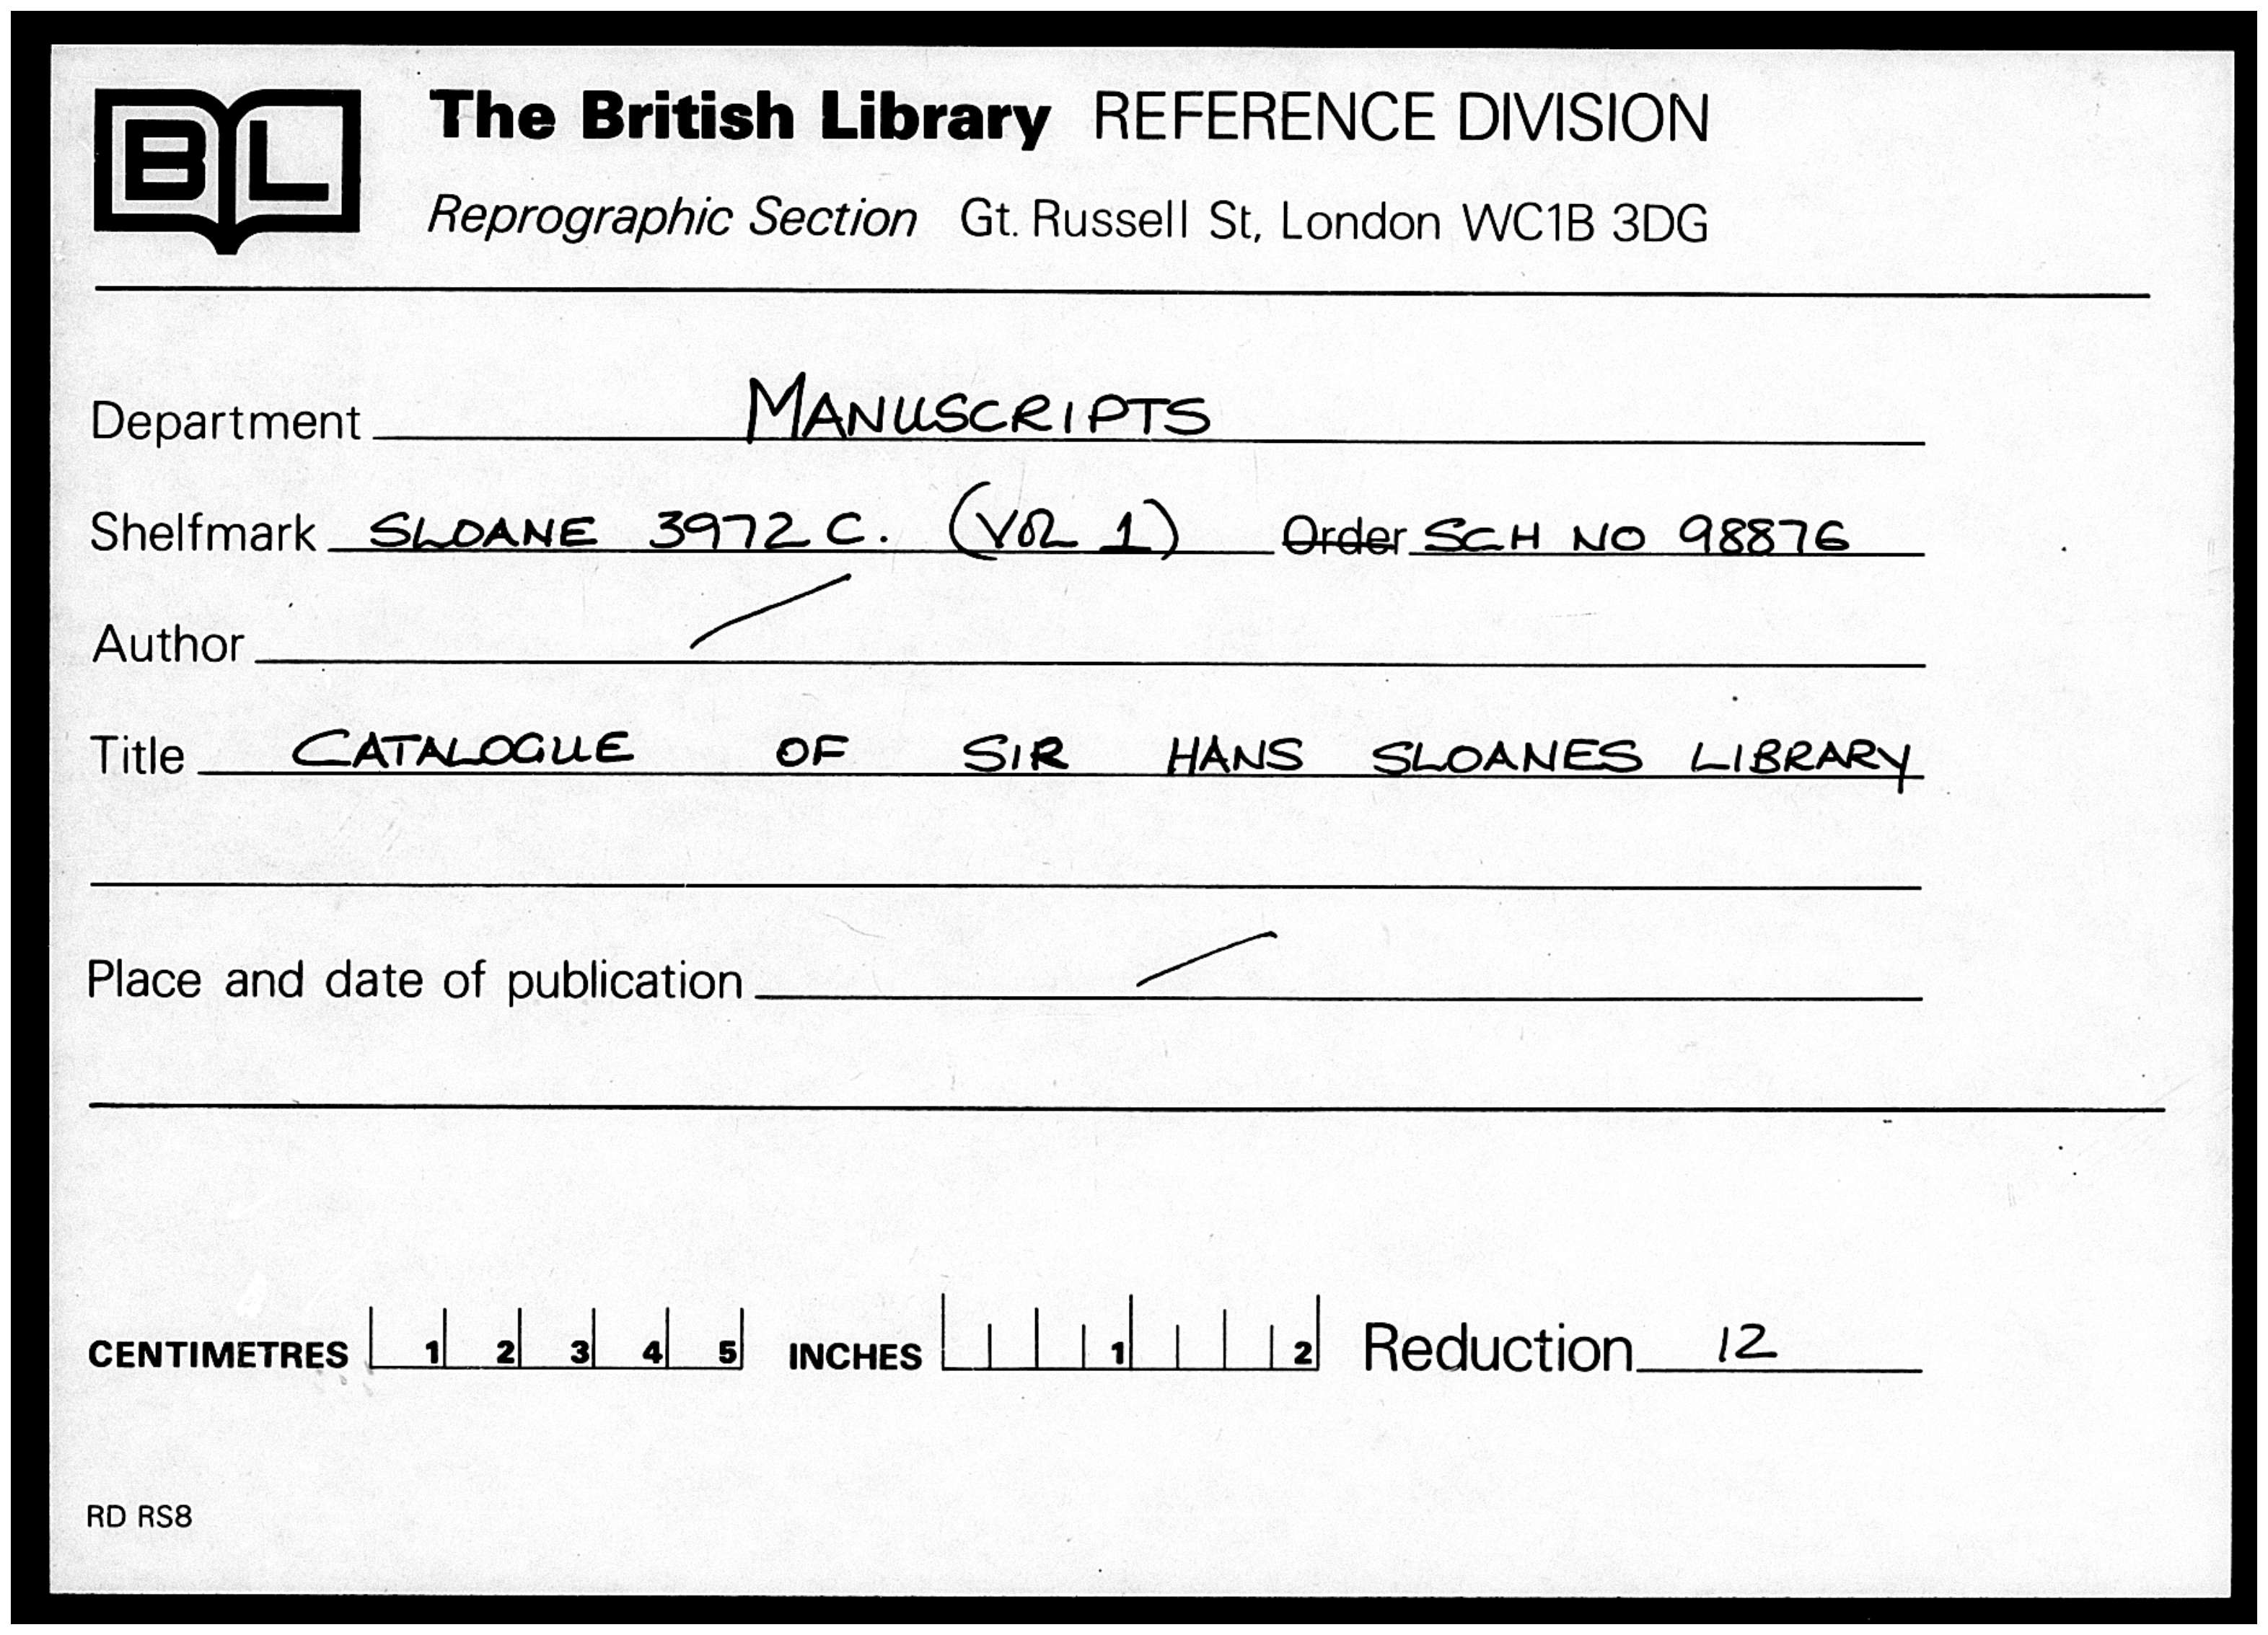 BL
The British Library REFERENCE DIVISION
Reprographic Section Gt. Russell St, London WC1B 3DG
Department MANUSCRIPTS
Shelfmark SLOANE 3972 C. (VOL 1) Order SCH NO 98876
Author
Title CATALOGUE OF SIR HANS SLOANES LIBRARY
Place and date of publication
CENTIMETRES 1 2 3 4 5 INCHES 1 2 Reduction 12
RD RS8